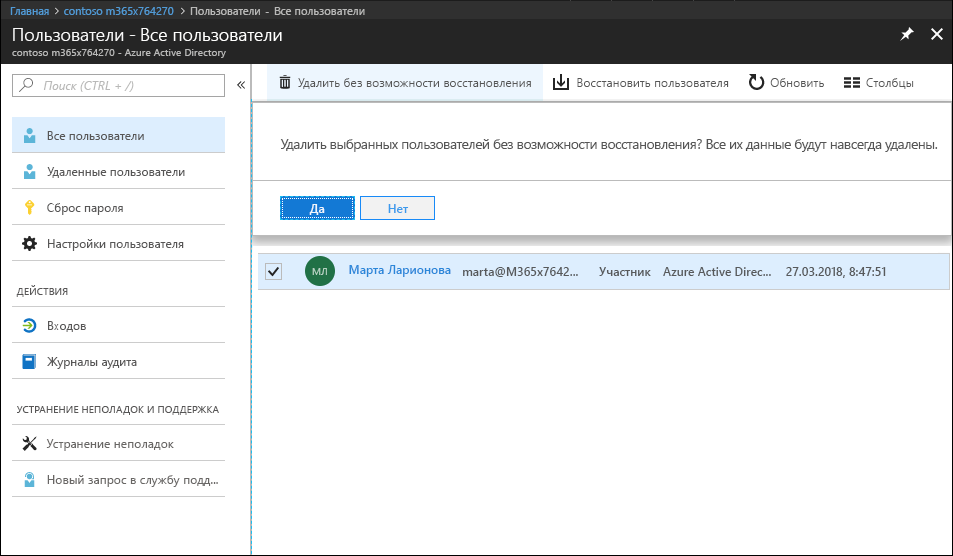 Главная > contoso m365x764270 > Пользователи - Все пользователи
Пользователи - Все пользователи
contoso m365x764270 - Azure Active Directory
Поиск (CTRL + /)
«
Все пользователи
Удаленные пользователи
Сброс пароля
Настройки пользователя
ДЕЙСТВИЯ
Входов
Журналы аудита
УСТРАНЕНИЕ НЕПОЛАДОК И ПОДДЕРЖКА
Устранение неполадок
Новый запрос в службу подд...
Удалить без возможности восстановления Восстановить пользователя Обновить Столбцы
Удалить выбранных пользователей без возможности восстановления? Все их данные будут навсегда удалены.
Да Нет
МЛ Марта Ларионова marta@M365x7642... Участник Azure Active Direc... 27.03.2018, 8:47:51